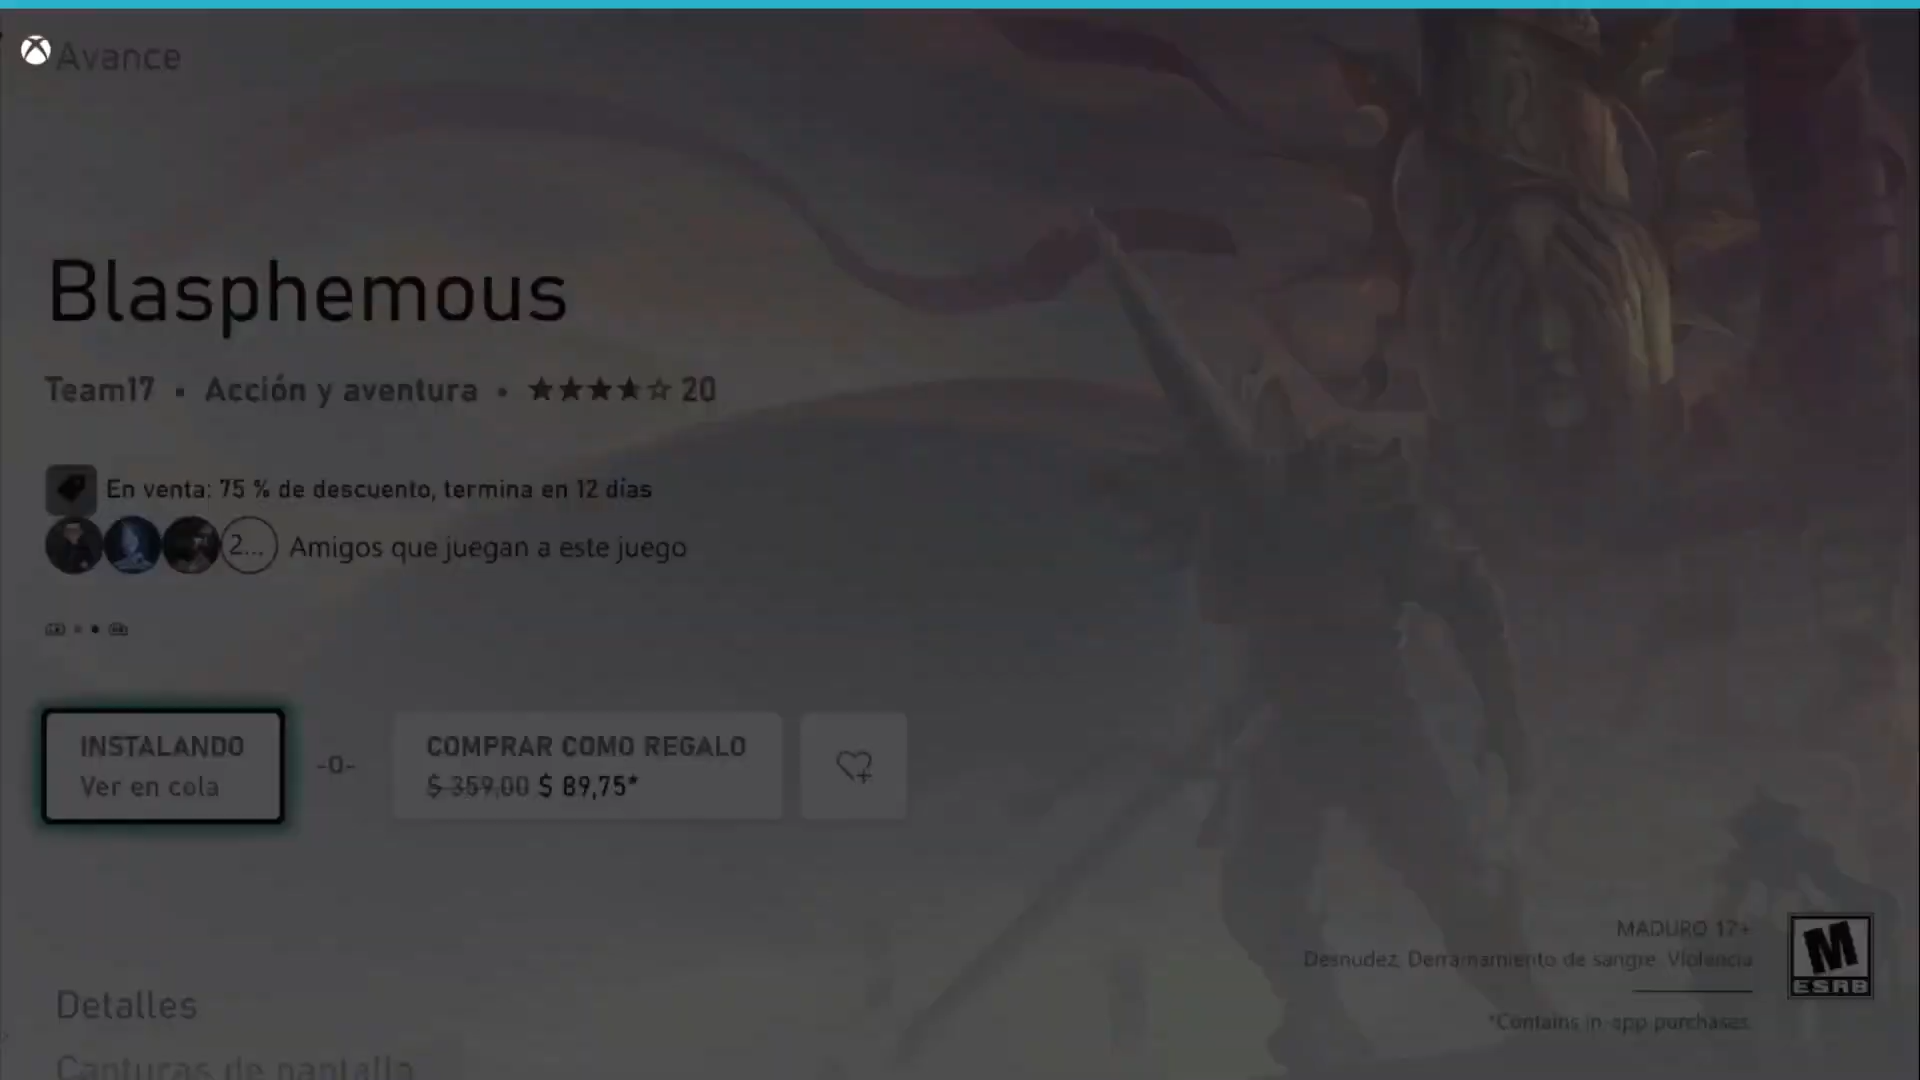 Avance
Blasphemous
Team17 • Acción y aventura • ★★★★☆ 20
En venta: 75 % de descuento, termina en 12 días
2... Amigos que juegan a este juego
INSTALANDO
Ver en cola
-O-
COMPRAR COMO REGALO
$ 359,00 $ 89,75*
MADURO 17+
Desnudez, Derramamiento de sangre, Violencia
M
ESRB
*Contains in-app purchases.
Detalles
Capturas de pantalla